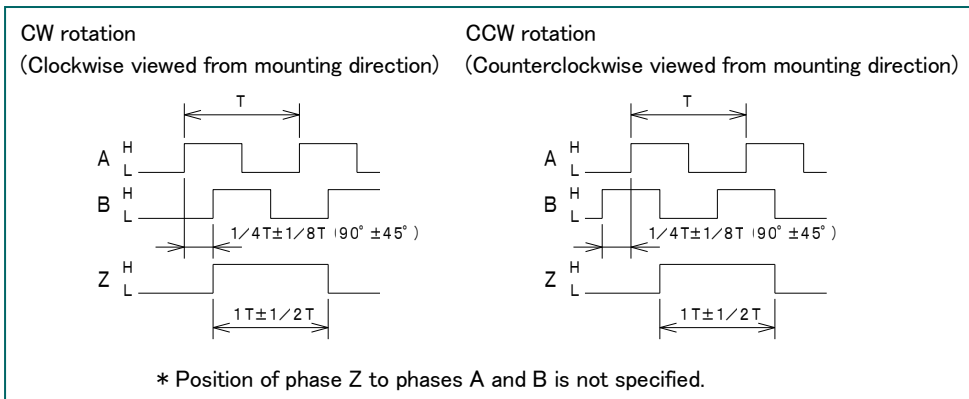 CW rotation
(Clockwise viewed from mounting direction)
T
A H
L
B H
L
1/4T±1/8T (90° ±45°)
Z H
L
1T±1/2T
CCW rotation
(Counterclockwise viewed from mounting direction)
T
A H
L
B H
L
1/4T±1/8T (90° ±45°)
Z H
L
1T±1/2T
* Position of phase Z to phases A and B is not specified.